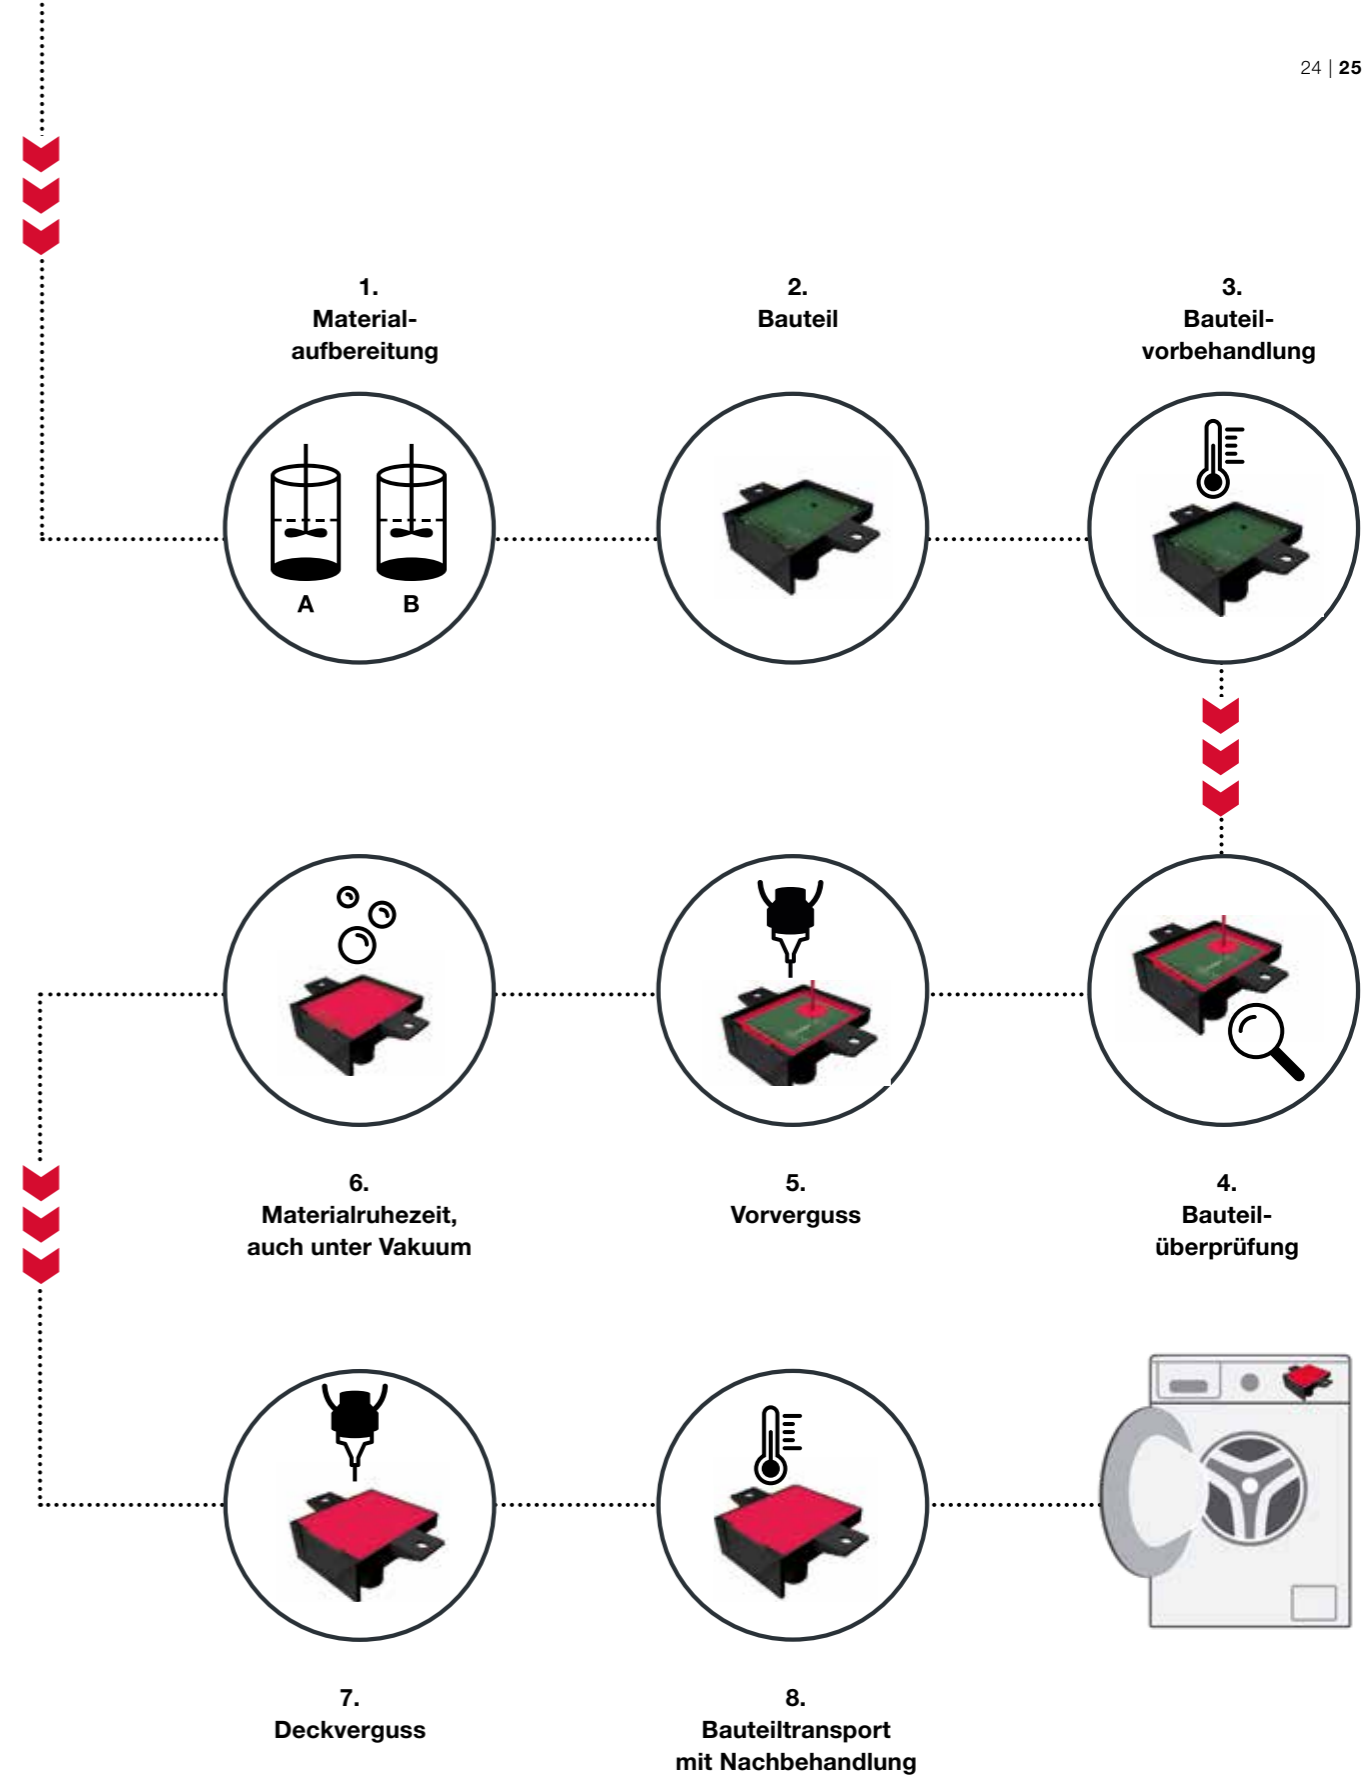 24 | 25
1.
Material-
aufbereitung
2.
Bauteil
3.
Bauteil-
vorbehandlung
A
B
6.
Materialruhezeit,
auch unter Vakuum
5.
Vorverguss
4.
Bauteil-
überprüfung
7.
Deckverguss
8.
Bauteiltransport
mit Nachbehandlung